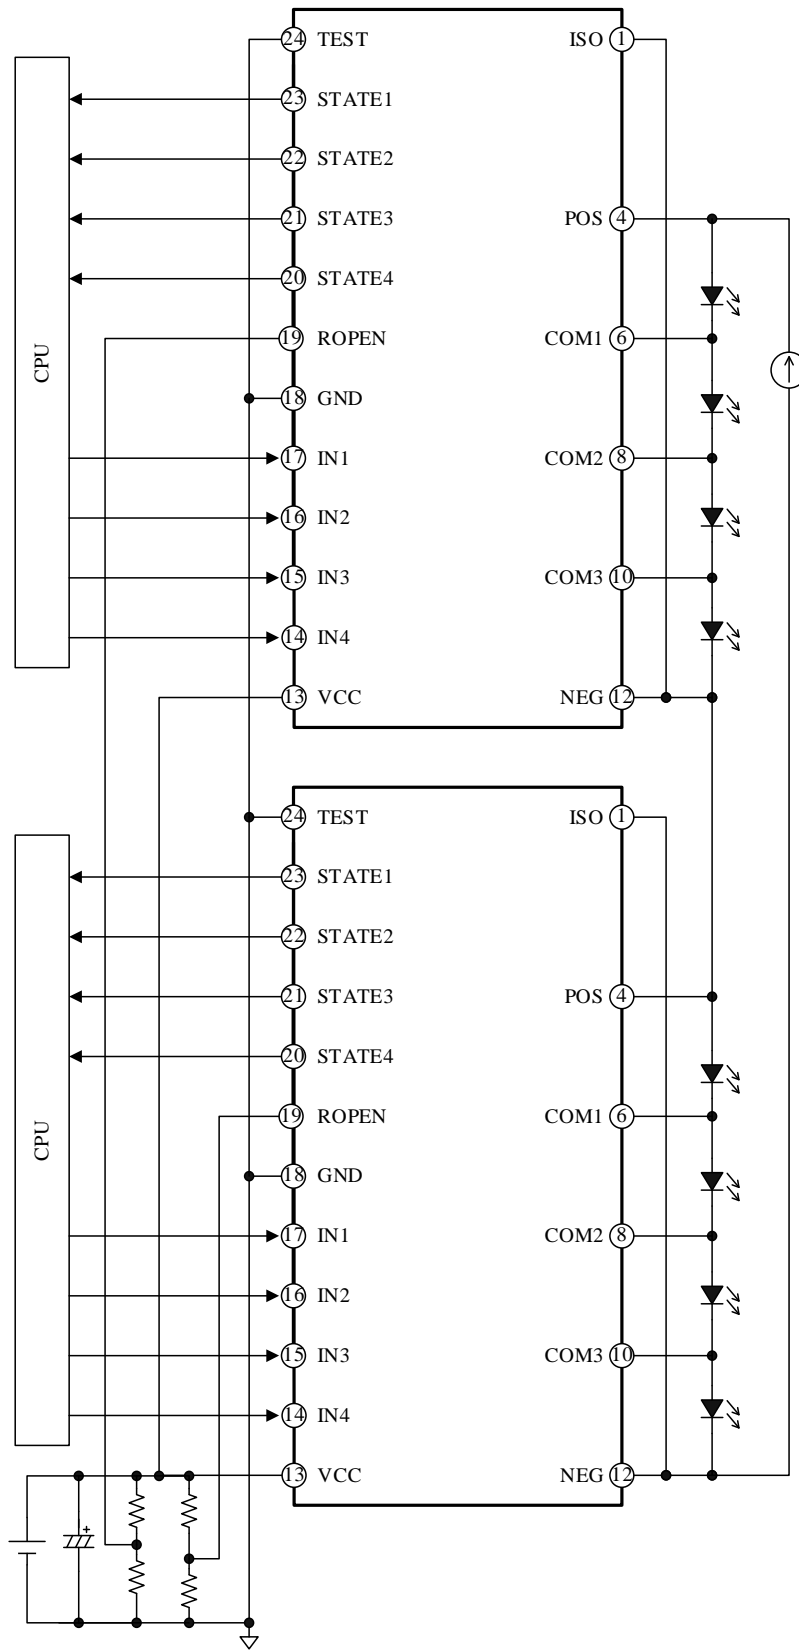 24 TEST ISO 1
23 STATE1
22 STATE2
21 STATE3 POS 4
20 STATE4
19 ROPEN COM1 6
CPU
18 GND
17 IN1 COM2 8
16 IN2
15 IN3 COM3 10
14 IN4
13 VCC NEG 12
24 TEST ISO 1
23 STATE1
22 STATE2
21 STATE3 POS 4
20 STATE4
19 ROPEN COM1 6
CPU
18 GND
17 IN1 COM2 8
16 IN2
15 IN3 COM3 10
14 IN4
13 VCC NEG 12
+